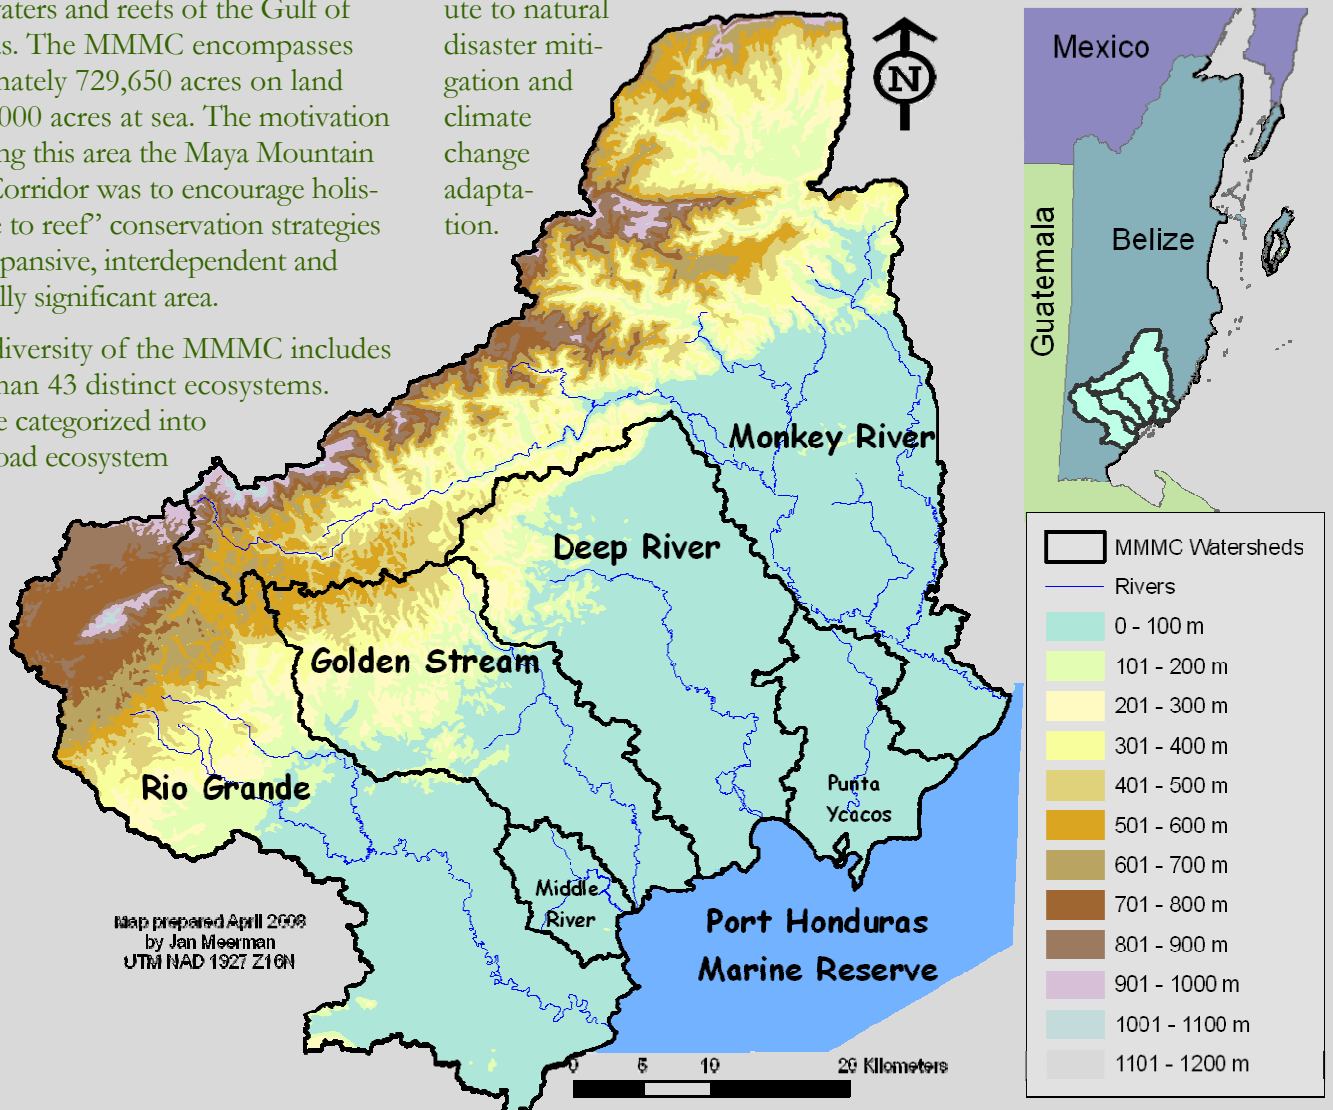 vaters and reefs of the Gulf of
s. The MMMC encompasses
nately 729,650 acres on land
000 acres at sea. The motivation
ng this area the Maya Mountain
Corridor was to encourage holis-
e to reef” conservation strategies
pansive, interdependent and
lly significant area.
diversity of the MMMC includes
han 43 distinct ecosystems.
e categorized into
oad ecosystem
ute to natural
disaster miti-
gation and
climate
change
adapta-
tion.
N
Mexico
Guatemala
Belize
Monkey River
Deep River
Golden Stream
Rio Grande
Punta
Ycacos
Middle
River
Port Honduras
Marine Reserve
Map prepared April 2008
by Jan Meerman
UTM NAD 1927 Z16N
0 5 10 20 Kilometers
MMMC Watersheds
Rivers
0 - 100 m
101 - 200 m
201 - 300 m
301 - 400 m
401 - 500 m
501 - 600 m
601 - 700 m
701 - 800 m
801 - 900 m
901 - 1000 m
1001 - 1100 m
1101 - 1200 m